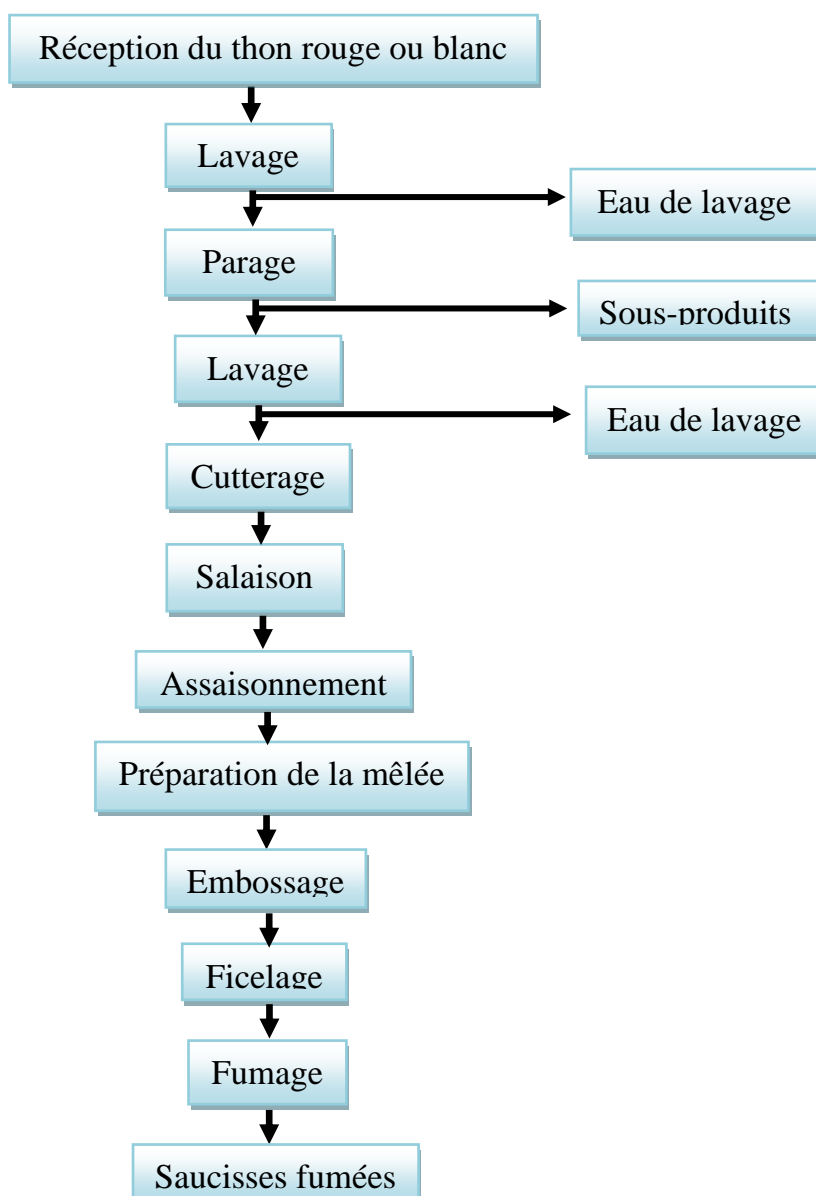 Réception du thon rouge ou blanc
Lavage
Eau de lavage
Parage
Sous-produits
Lavage
Eau de lavage
Cutterage
Salaison
Assaisonnement
Préparation de la mêlée
Embossage
Ficelage
Fumage
Saucisses fumées